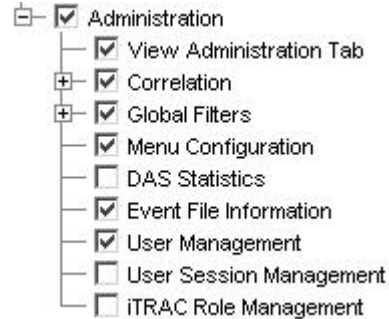 Administration
View Administration Tab
Correlation
Global Filters
Menu Configuration
DAS Statistics
Event File Information
User Management
User Session Management
iTRAC Role Management